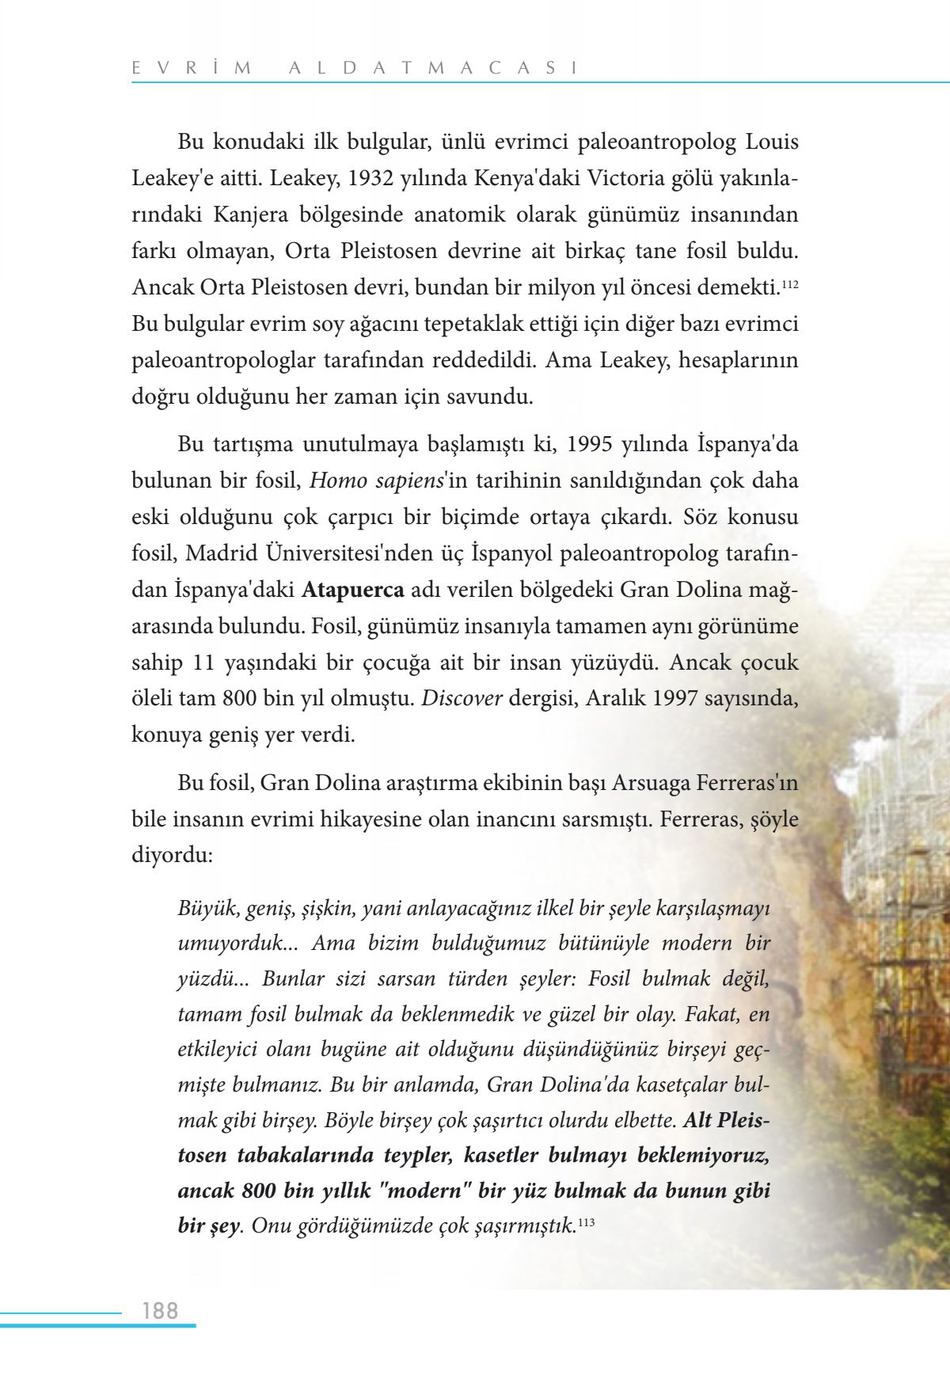 EVRİM ALDATMACASI
Bu konudaki ilk bulgular, ünlü evrimci paleoantropolog Louis
Leakey'e aitti. Leakey, 1932 yılında Kenya'daki Victoria gölü yakınla-
rındaki Kanjera bölgesinde anatomik olarak günümüz insanından
farkı olmayan, Orta Pleistosen devrine ait birkaç tane fosil buldu.
Ancak Orta Pleistosen devri, bundan bir milyon yıl öncesi demekti.112
Bu bulgular evrim soy ağacını tepetaklak ettiği için diğer bazı evrimci
paleoantropologlar tarafından reddedildi. Ama Leakey, hesaplarının
doğru olduğunu her zaman için savundu.
Bu tartışma unutulmaya başlamıştı ki, 1995 yılında İspanya'da
bulunan bir fosil, Homo sapiens'in tarihinin sanıldığından çok daha
eski olduğunu çok çarpıcı bir biçimde ortaya çıkardı. Söz konusu
fosil, Madrid Üniversitesi'nden üç İspanyol paleoantropolog tarafın-
dan İspanya'daki Atapuerca adı verilen bölgedeki Gran Dolina mağ-
arasında bulundu. Fosil, günümüz insanıyla tamamen aynı görünüme
sahip 11 yaşındaki bir çocuğa ait bir insan yüzüydü. Ancak çocuk
öleli tam 800 bin yıl olmuştu. Discover dergisi, Aralık 1997 sayısında,
konuya geniş yer verdi.
Bu fosil, Gran Dolina araştırma ekibinin başı Arsuaga Ferreras'ın
bile insanın evrimi hikayesine olan inancını sarsmıştı. Ferreras, şöyle
diyordu:
Büyük, geniş, şişkin, yani anlayacağınız ilkel bir şeyle karşılaşmayı
umuyorduk... Ama bizim bulduğumuz bütünüyle modern bir
yüzdü... Bunlar sizi sarsan türden şeyler: Fosil bulmak değil,
tamam fosil bulmak da beklenmedik ve güzel bir olay. Fakat, en
etkileyici olanı bugüne ait olduğunu düşündüğünüz birşeyi geç-
mişte bulmanız. Bu bir anlamda, Gran Dolina'da kasetçalar bul-
mak gibi birşey. Böyle birşey çok şaşırtıcı olurdu elbette. Alt Pleis-
tosen tabakalarında teypler, kasetler bulmayı beklemiyoruz,
ancak 800 bin yıllık "modern" bir yüz bulmak da bunun gibi
bir şey. Onu gördüğümüzde çok şaşırmıştık.113
188